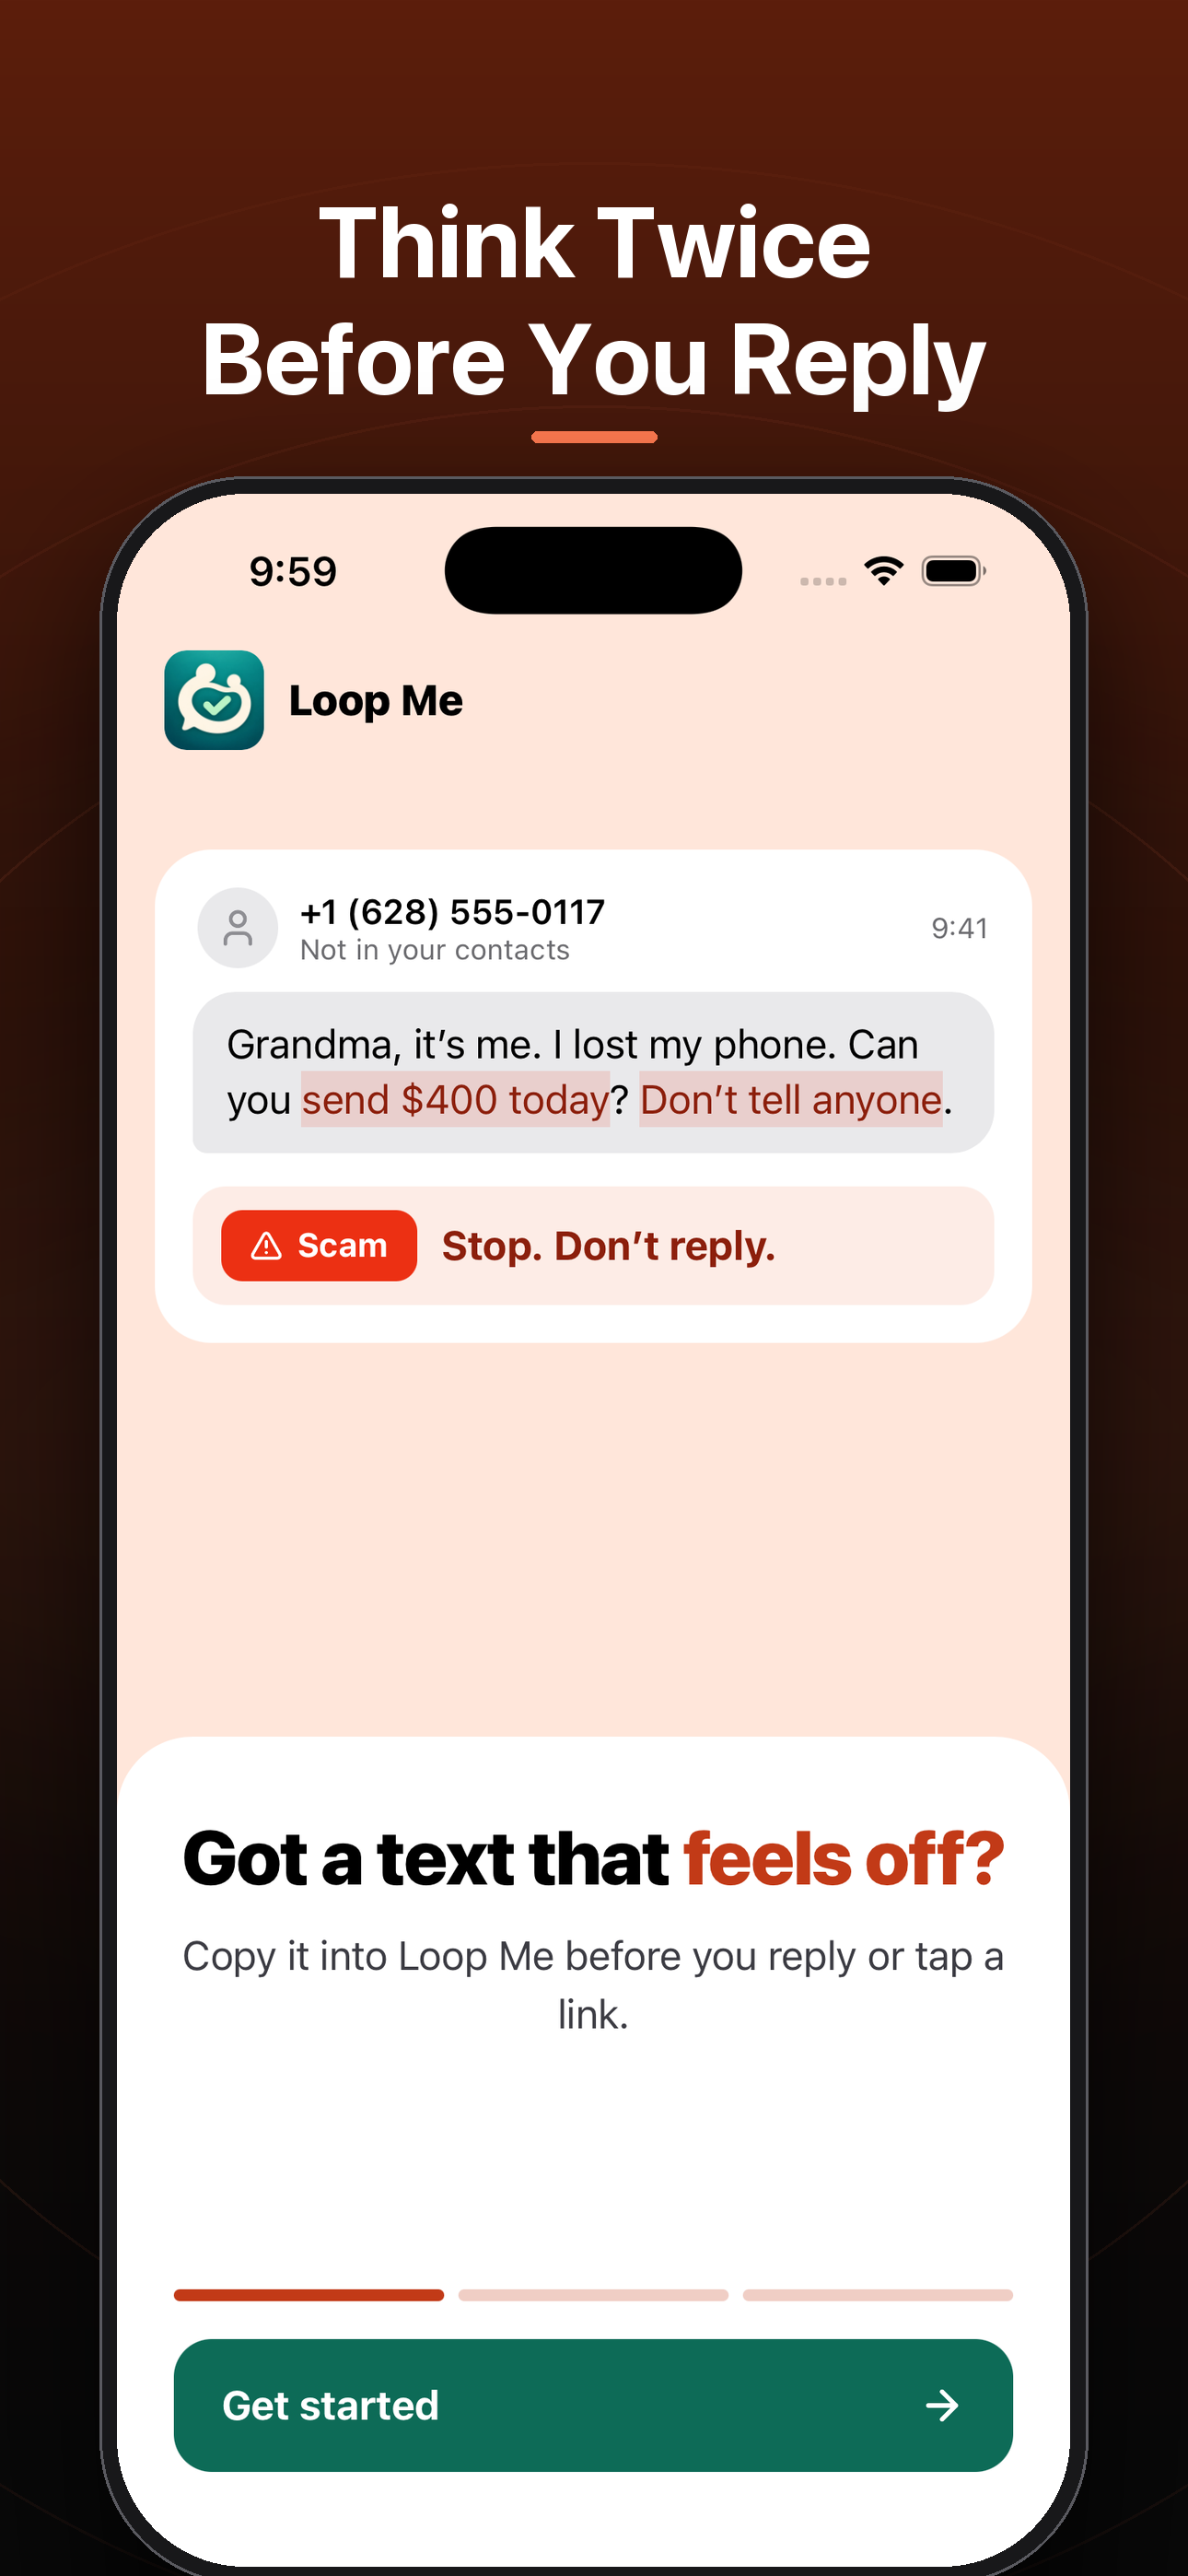 Think Twice
Before You Reply
9:59
Loop Me
+1 (628) 555-0117
Not in your contacts
9:41
Grandma, it’s me. I lost my phone. Can
you send $400 today? Don’t tell anyone.
Scam
Stop. Don’t reply.
Got a text that feels off?
Copy it into Loop Me before you reply or tap a
link.
Get started